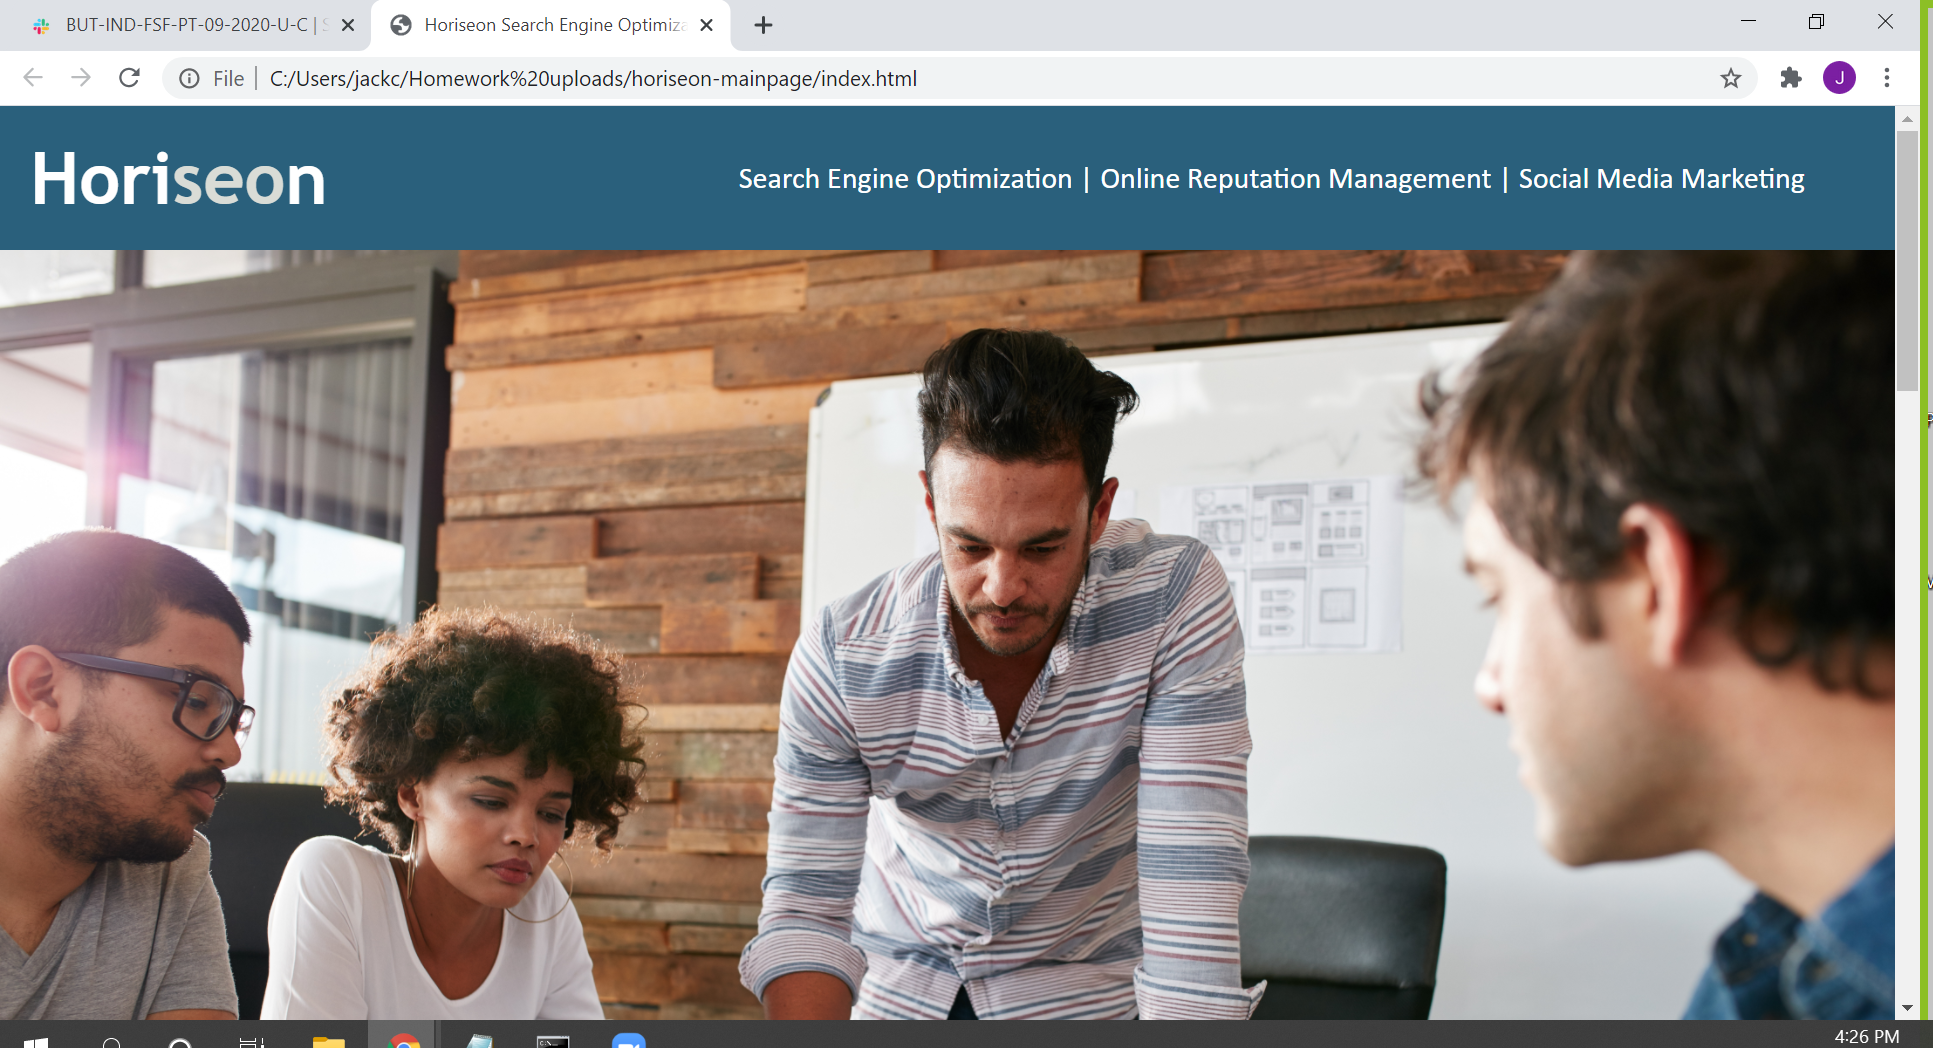 BUT-IND-FSF-PT-09-2020-U-C |
Horiseon Search Engine Optimiza
File
C:/Users/jackc/Homework%20uploads/horiseon-mainpage/index.html
J
Horiseon
Search Engine Optimization | Online Reputation Management | Social Media Marketing
4:26 PM